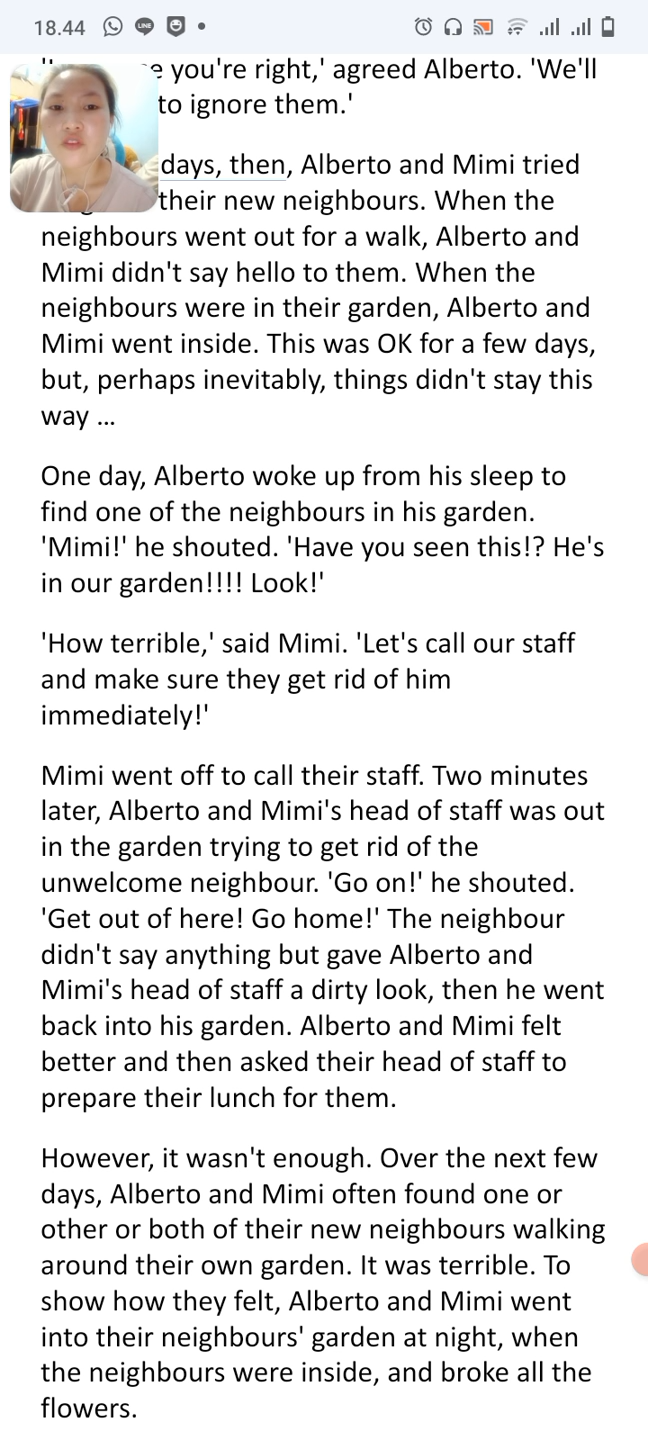 18.44
LINE
you're right,' agreed Alberto. 'We'll
to ignore them.'
days, then, Alberto and Mimi tried
their new neighbours. When the
neighbours went out for a walk, Alberto and
Mimi didn't say hello to them. When the
neighbours were in their garden, Alberto and
Mimi went inside. This was OK for a few days,
but, perhaps inevitably, things didn't stay this
way ...
One day, Alberto woke up from his sleep to
find one of the neighbours in his garden.
'Mimi!' he shouted. 'Have you seen this!? He's
in our garden!!!! Look!'
'How terrible,' said Mimi. 'Let's call our staff
and make sure they get rid of him
immediately!'
Mimi went off to call their staff. Two minutes
later, Alberto and Mimi's head of staff was out
in the garden trying to get rid of the
unwelcome neighbour. 'Go on!' he shouted.
'Get out of here! Go home!' The neighbour
didn't say anything but gave Alberto and
Mimi's head of staff a dirty look, then he went
back into his garden. Alberto and Mimi felt
better and then asked their head of staff to
prepare their lunch for them.
However, it wasn't enough. Over the next few
days, Alberto and Mimi often found one or
other or both of their new neighbours walking
around their own garden. It was terrible. To
show how they felt, Alberto and Mimi went
into their neighbours' garden at night, when
the neighbours were inside, and broke all the
flowers.